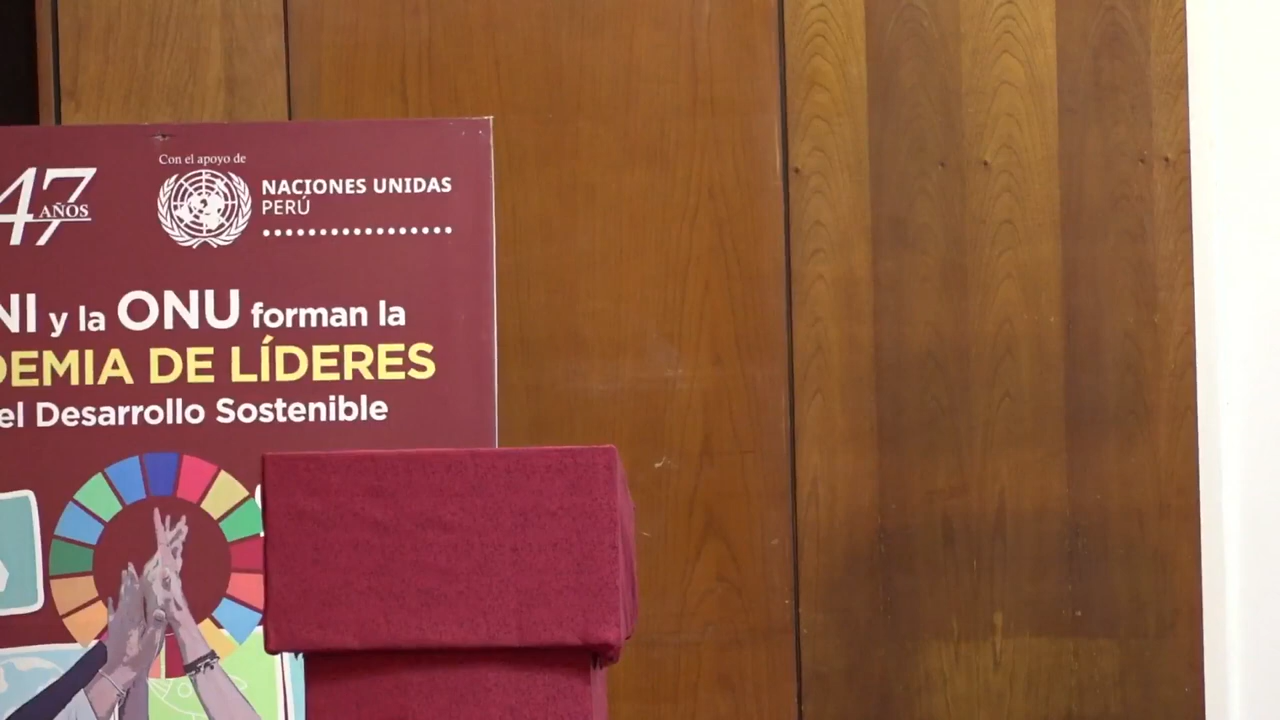 47
AÑOS
Con el apoyo de
NACIONES UNIDAS
PERÚ
NI y la ONU forman la
DEMIA DE LÍDERES
el Desarrollo Sostenible